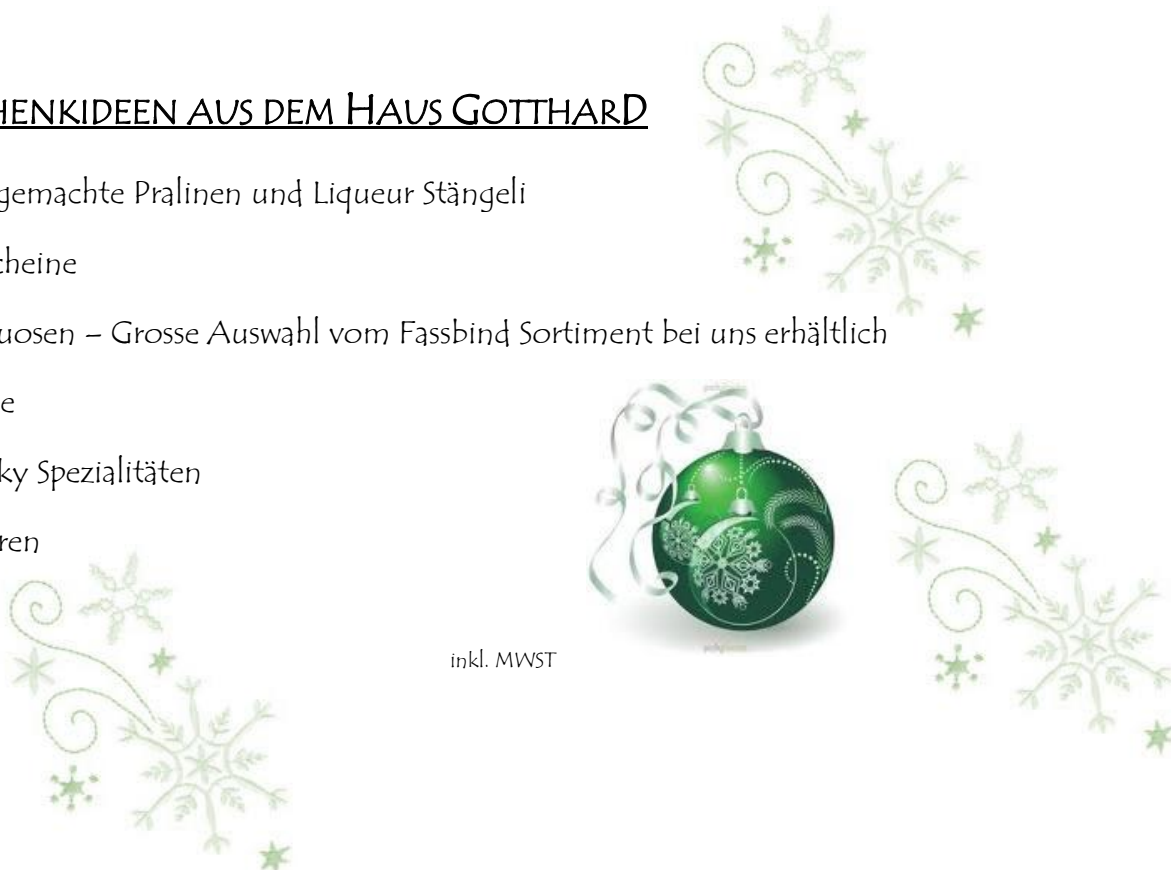 HENKIDEEN AUS DEM HAUS GOTTHARD
gemachte Pralinen und Liqueur Stängeli
cheine
uosen – Grosse Auswahl vom Fassbind Sortiment bei uns erhältlich
e
ky Spezialitäten
ren
inkl. MWST